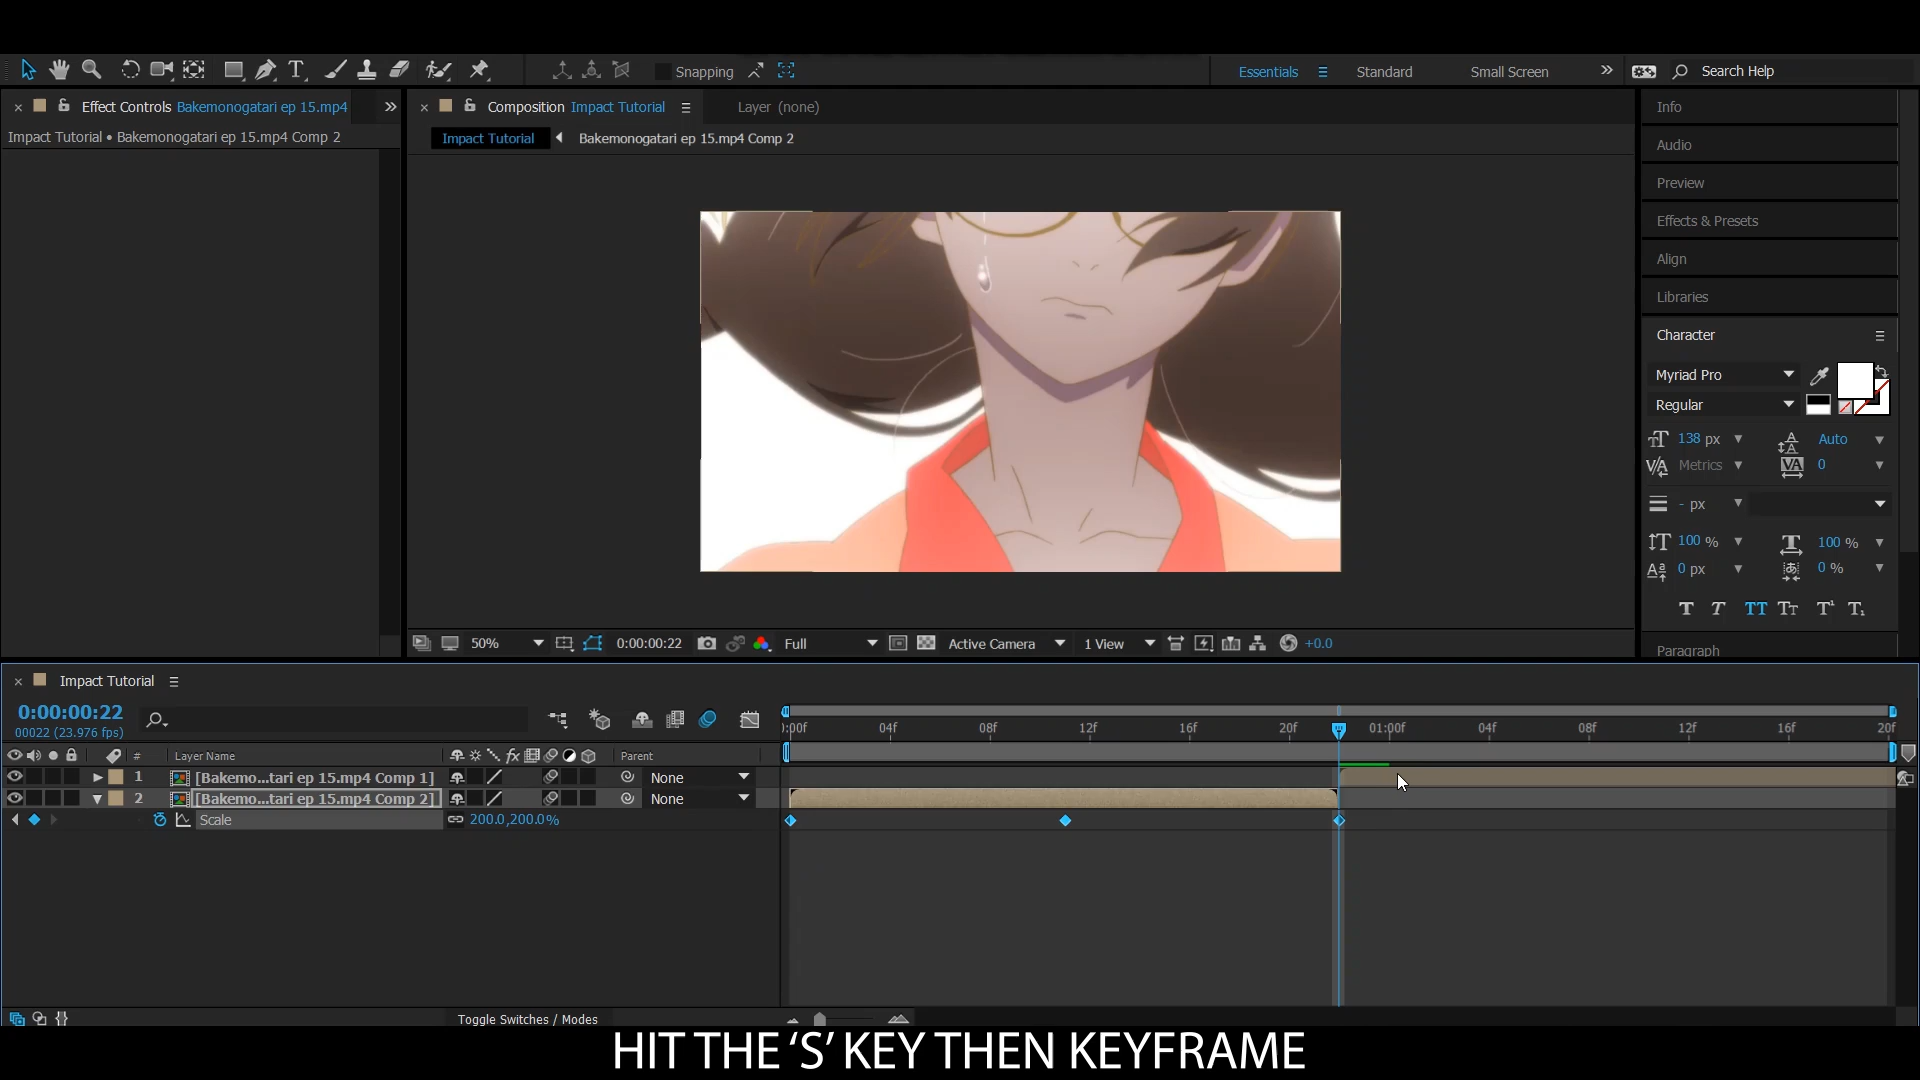 Snapping
Essentials
Standard
Small Screen
Search Help
Effect Controls Bakemonogatari ep 15.mp4
Composition Impact Tutorial
Layer (none)
Info
Impact Tutorial • Bakemonogatari ep 15.mp4 Comp 2
Impact Tutorial
Bakemonogatari ep 15.mp4 Comp 2
Audio
Preview
Effects & Presets
Align
Libraries
Character
Myriad Pro
Regular
138 px
Auto
Metrics
0
- px
100 %
100 %
0 px
0 %
Paragraph
50%
0:00:00:22
Full
Active Camera
1 View
+0.0
Impact Tutorial
0:00:00:22
00022 (23.976 fps)
):00f 04f 08f 12f 16f 20f 01:00f 04f 08f 12f 16f 20f
# Layer Name Parent
1 [Bakemo...tari ep 15.mp4 Comp 1] None
2 [Bakemo...tari ep 15.mp4 Comp 2] None
Scale 200.0,200.0%
Toggle Switches / Modes
HIT THE ‘S’ KEY THEN KEYFRAME